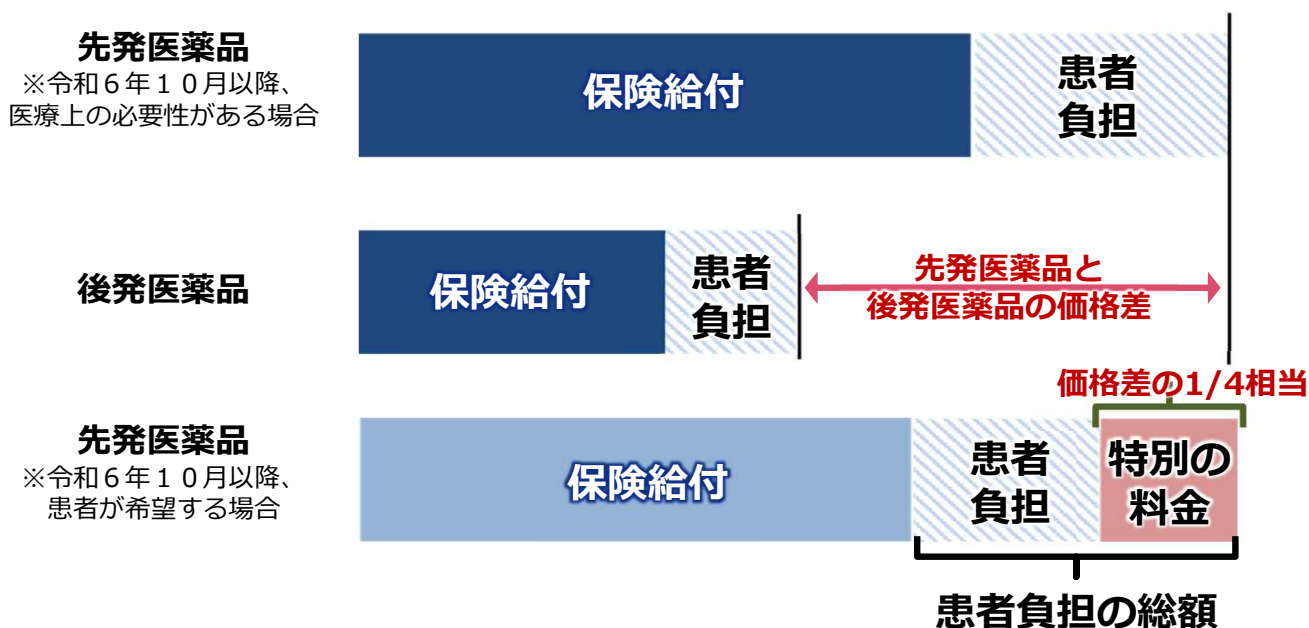 先発医薬品
※令和６年１０月以降、
医療上の必要性がある場合
保険給付
患者
負担
後発医薬品
保険給付
患者
負担
先発医薬品と
後発医薬品の価格差
価格差の1/4相当
先発医薬品
※令和６年１０月以降、
患者が希望する場合
保険給付
患者
負担
特別の
料金
患者負担の総額